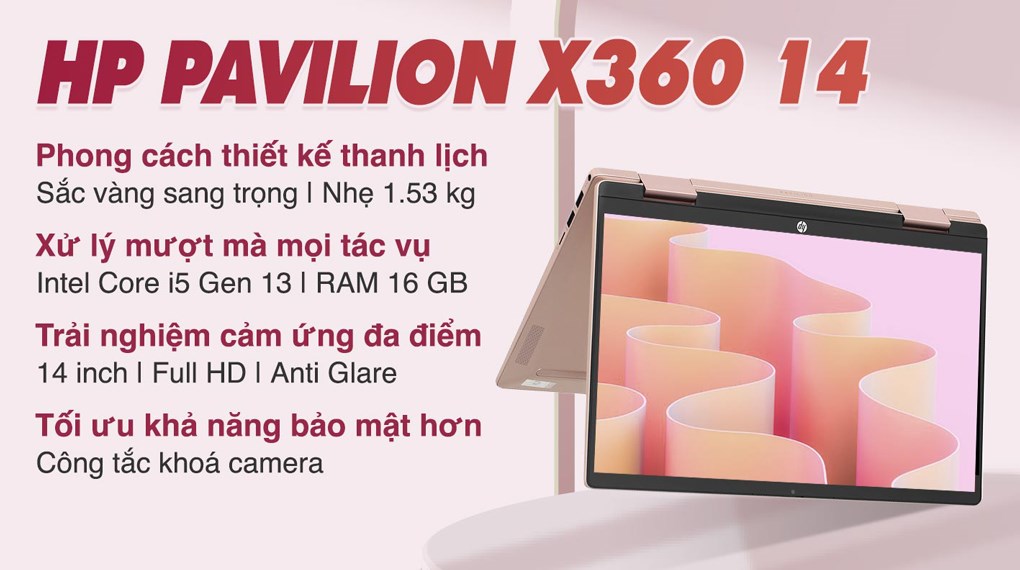 HP PAVILION X360 14
Phong cách thiết kế thanh lịch
Sắc vàng sang trọng | Nhẹ 1.53 kg
Xử lý mượt mà mọi tác vụ
Intel Core i5 Gen 13 | RAM 16 GB
Trải nghiệm cảm ứng đa điểm
14 inch | Full HD | Anti Glare
Tối ưu khả năng bảo mật hơn
Công tắc khoá camera
hp